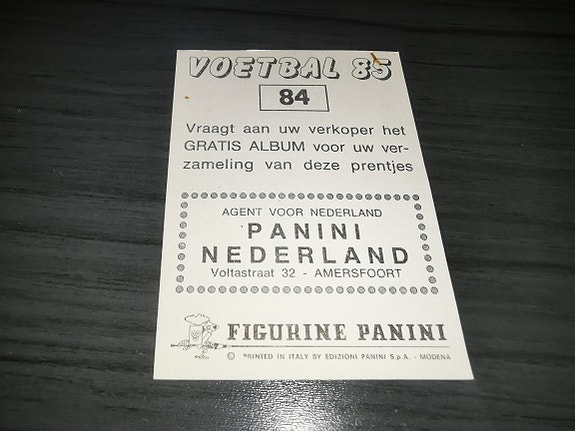 VOETBAL 85
84
Vraagt aan uw verkoper het
GRATIS ALBUM voor uw ver-
zameling van deze prentjes
AGENT VOOR NEDERLAND
PANINI
NEDERLAND
Voltastraat 32 - AMERSFOORT
FIGURINE PANINI
© PRINTED IN ITALY BY EDIZIONI PANINI S.p.A. - MODENA